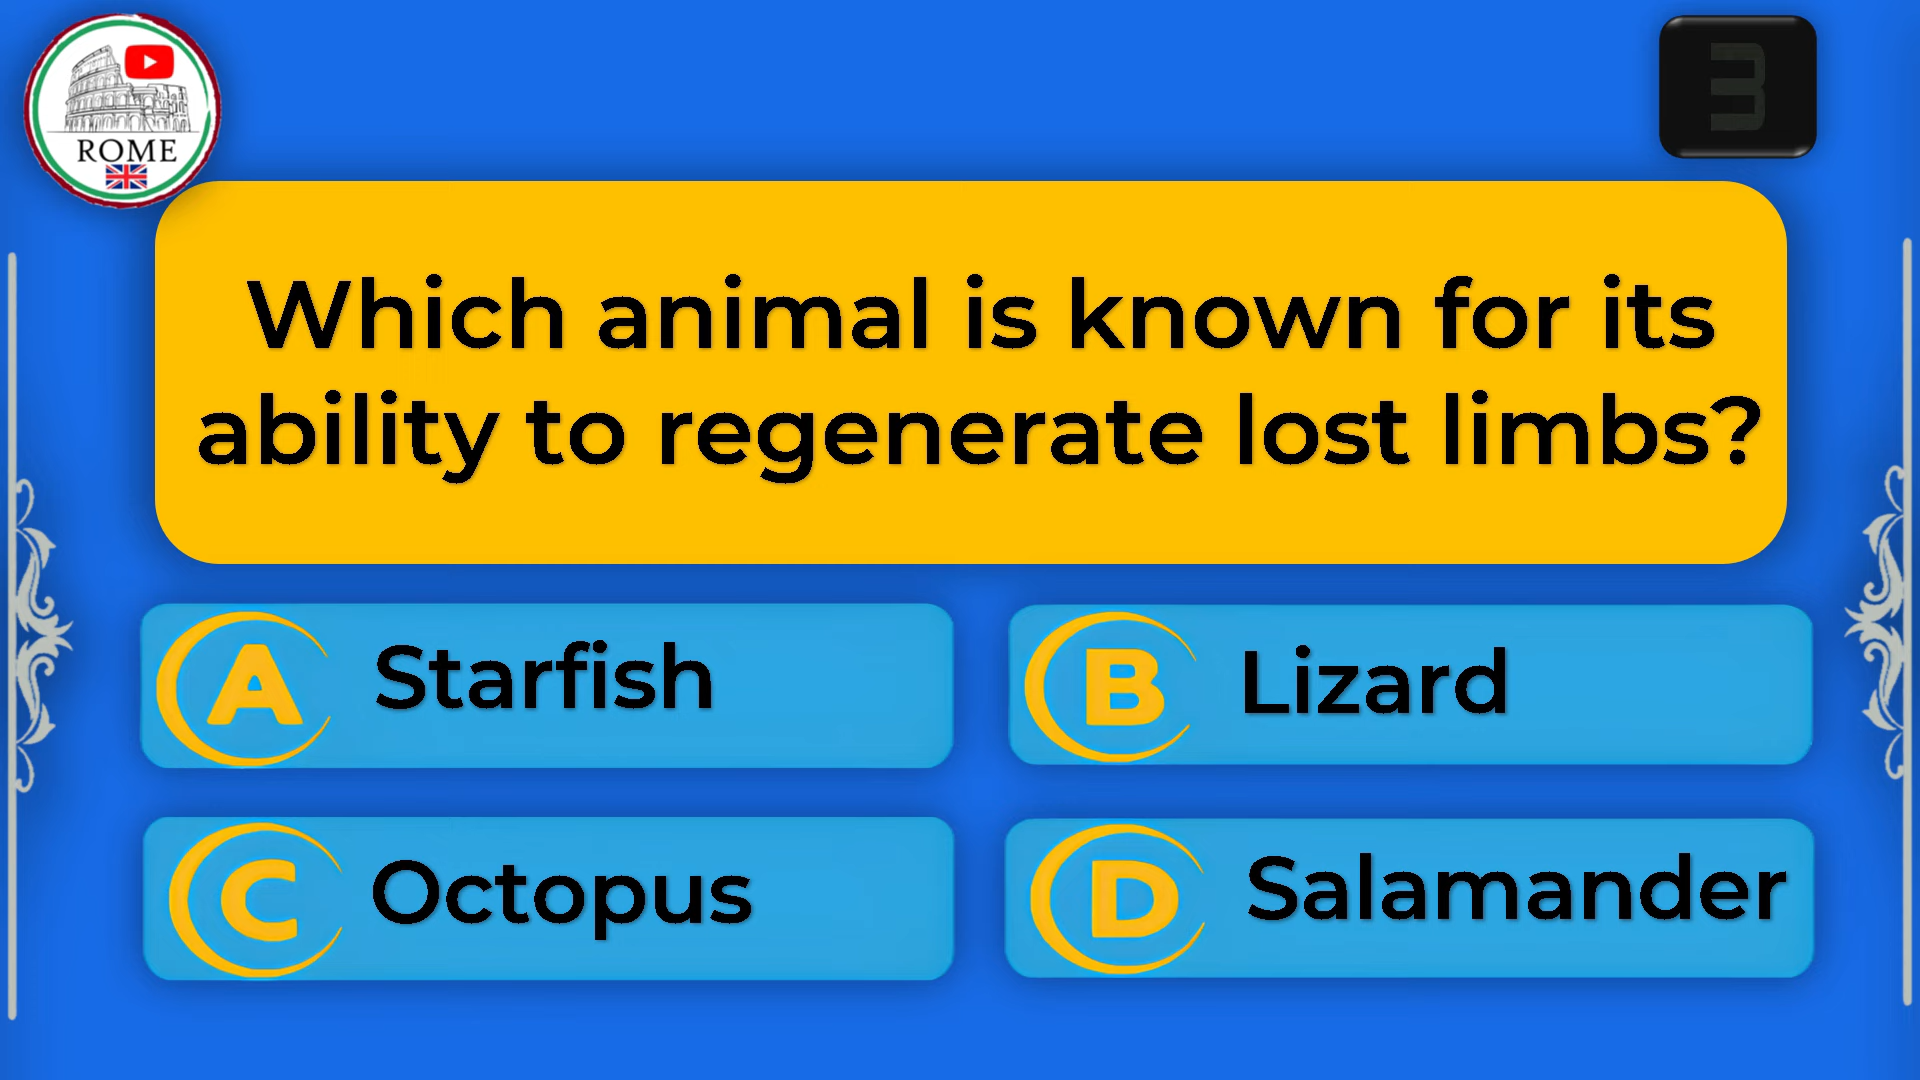 ROME
3
Which animal is known for its
ability to regenerate lost limbs?
A Starfish
B Lizard
C Octopus
D Salamander